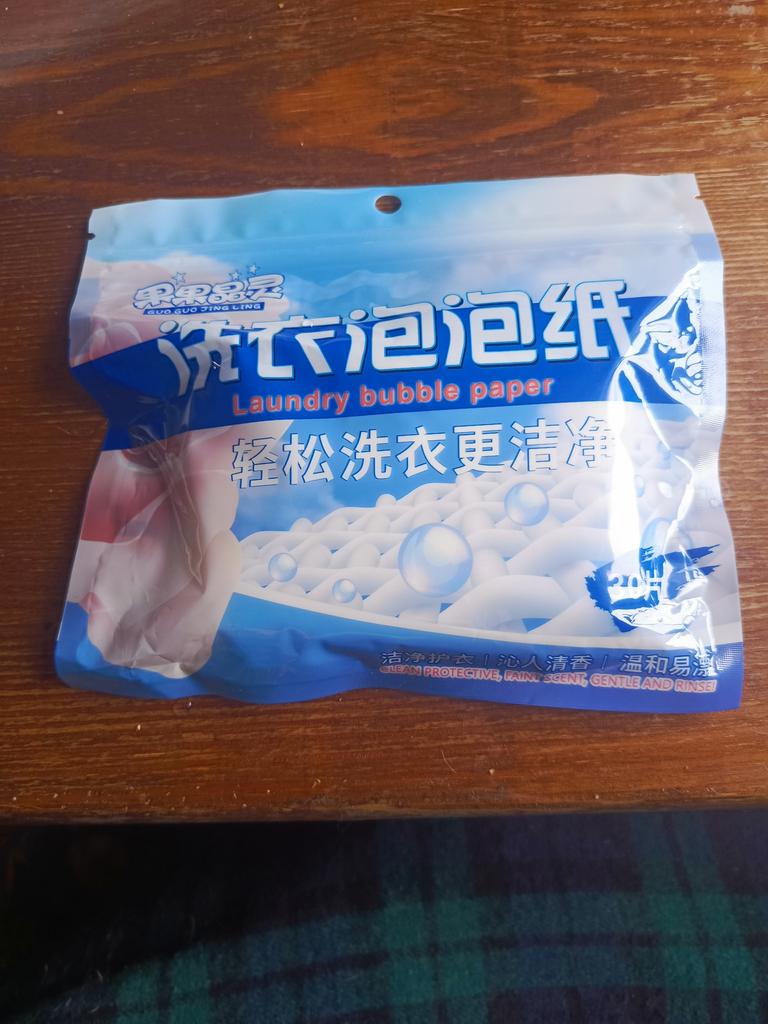 果果晶灵
GUO GUO JING LING
洗衣泡泡纸
Laundry bubble paper
轻松洗衣更洁净
洁净护衣 | 沁人清香 | 温和易漂
CLEAN PROTECTIVE, FAINT SCENT, GENTLE AND RINSE!